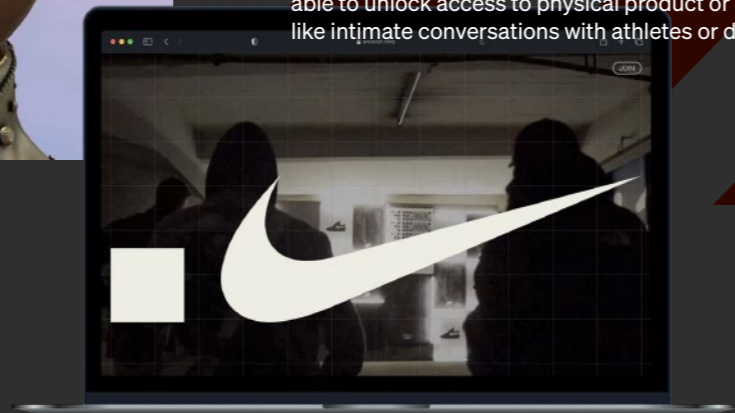 able to unlock access to physical product or
like intimate conversations with athletes or d
JOIN